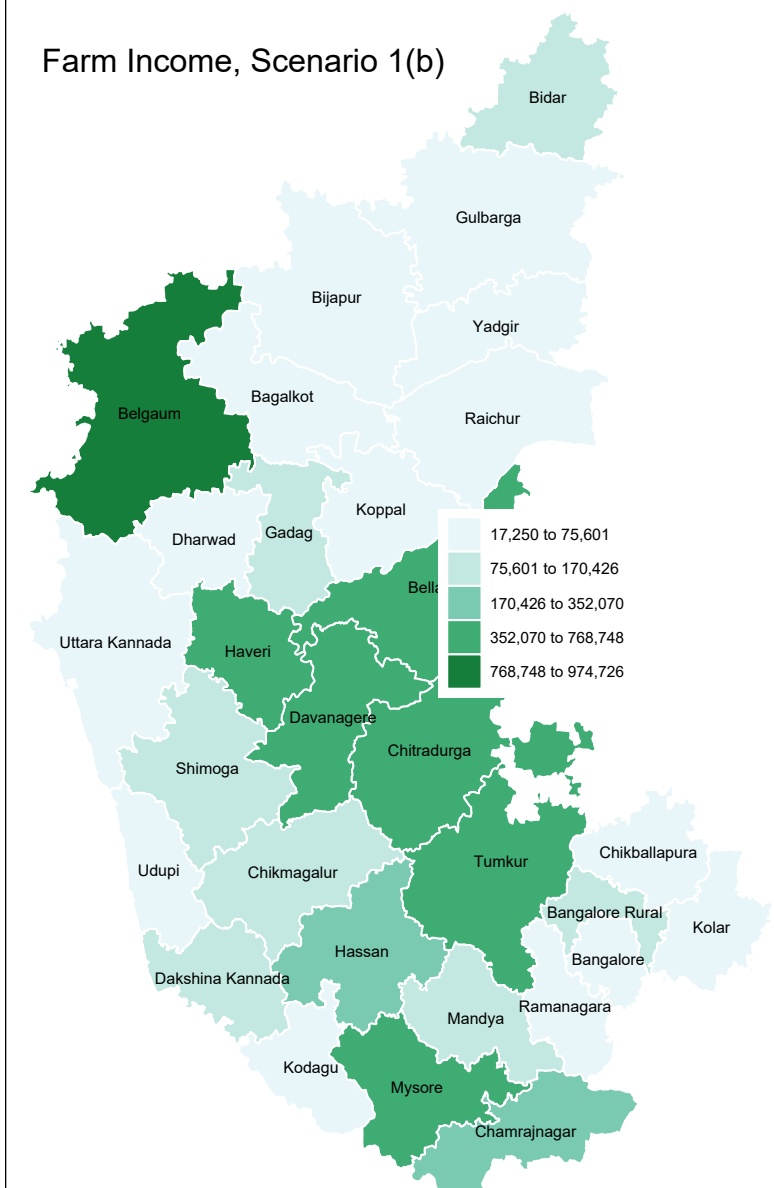 Farm Income, Scenario 1(b)
Bidar
Gulbarga
Bijapur
Yadgir
Bagalkot
Belgaum
Raichur
Koppal
Gadag
Dharwad
17,250 to 75,601
75,601 to 170,426
170,426 to 352,070
352,070 to 768,748
768,748 to 974,726
Bella
Uttara Kannada
Haveri
Davanagere
Chitradurga
Shimoga
Chikballapura
Tumkur
Udupi
Chikmagalur
Bangalore Rural
Kolar
Hassan
Bangalore
Dakshina Kannada
Ramanagara
Mandya
Kodagu
Mysore
Chamrajnagar